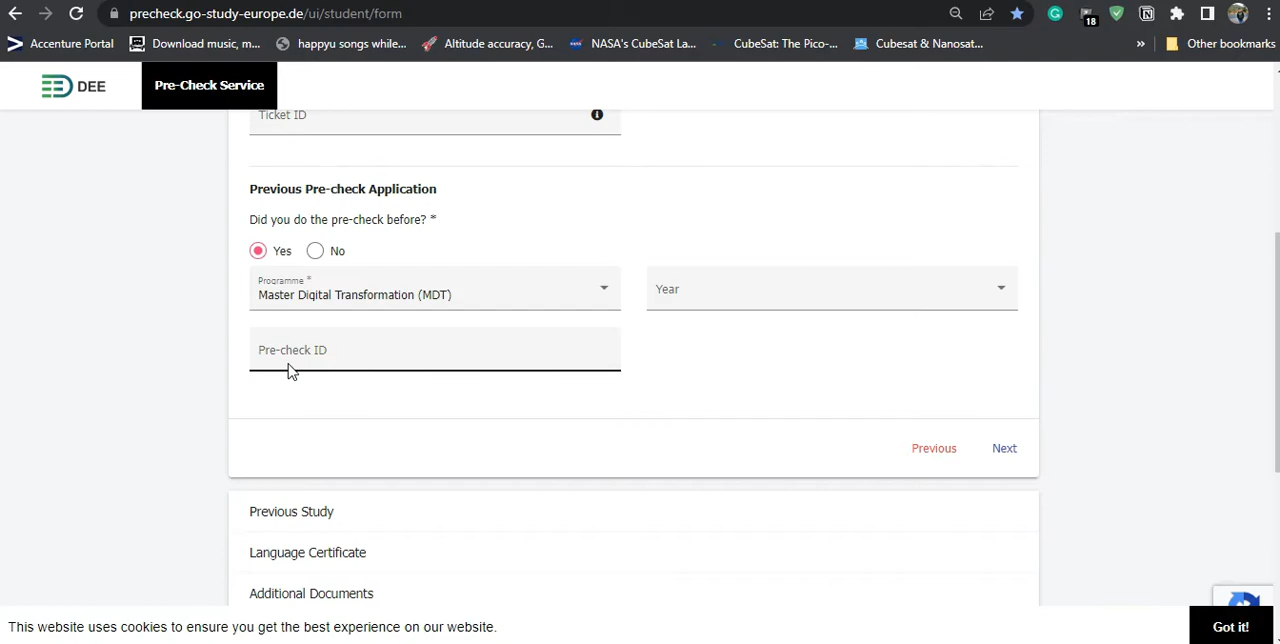 precheck.go-study-europe.de/ui/student/form
18
Accenture Portal
Download music, m...
happyu songs while...
Altitude accuracy, G...
NASA's CubeSat La...
CubeSat: The Pico-...
Cubesat & Nanosat...
»
Other bookmarks
DEE
Pre-Check Service
Ticket ID
Previous Pre-check Application
Did you do the pre-check before? *
Yes
No
Programme *
Master Digital Transformation (MDT)
Year
Pre-check ID
Previous
Next
Previous Study
Language Certificate
Additional Documents
This website uses cookies to ensure you get the best experience on our website.
Got it!